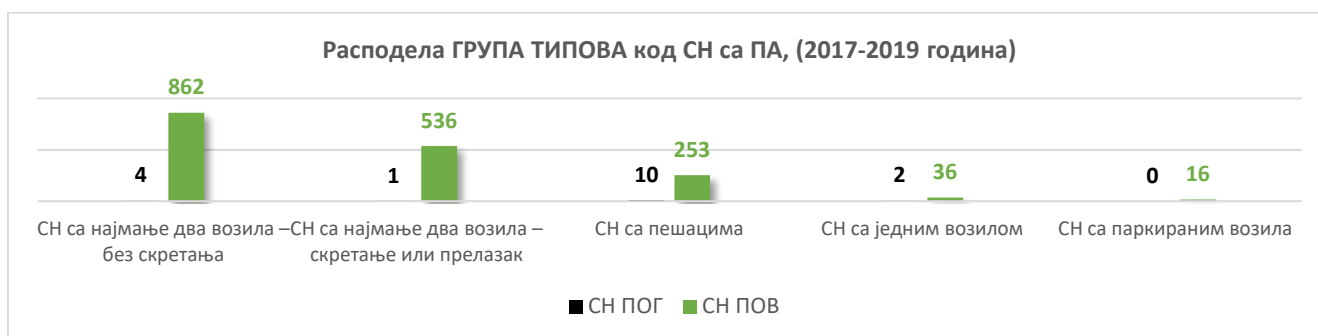 Расподела ГРУПА ТИПОВА код СН са ПА, (2017-2019 година)
862
4
536
1
253
10
36
2
16
0
СН са најмање два возила – без скретања
СН са најмање два возила – скретање или прелазак
СН са пешацима
СН са једним возилом
СН са паркираним возила
СН ПОГ
СН ПОВ